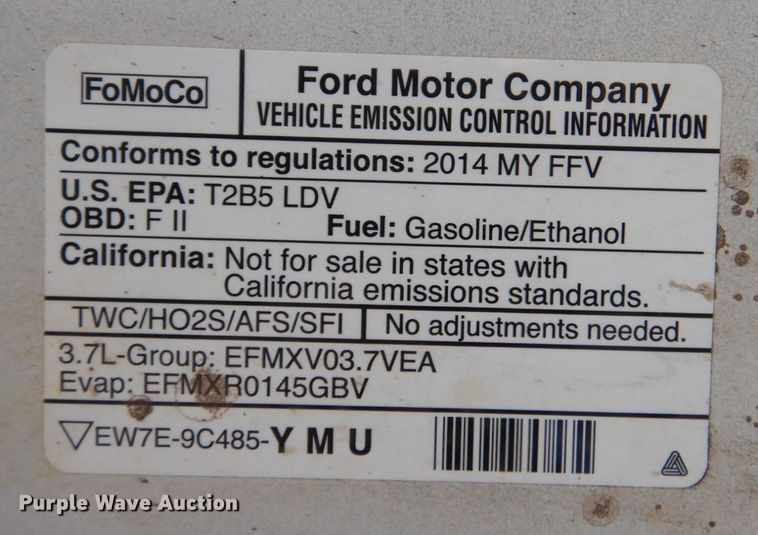 FoMoCo
Ford Motor Company
VEHICLE EMISSION CONTROL INFORMATION
Conforms to regulations: 2014 MY FFV
U.S. EPA: T2B5 LDV
OBD: F II Fuel: Gasoline/Ethanol
California: Not for sale in states with
California emissions standards.
TWC/HO2S/AFS/SFI No adjustments needed.
3.7L-Group: EFMXV03.7VEA
Evap: EFMXR0145GBV
EW7E-9C485-Y M U
Purple Wave Auction